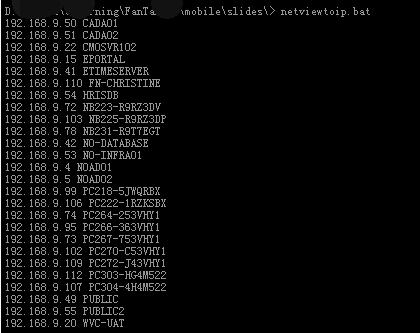 mobile\slides\> netviewtoip.bat
192.168.9.50 CADA01
192.168.9.51 CADA02
192.168.9.22 CMOSVR102
192.168.9.15 EPORTAL
192.168.9.41 ETIMESERVER
192.168.9.110 FN-CHRISTINE
192.168.9.54 HRISDB
192.168.9.72 NB223-R9RZ3DV
192.168.9.103 NB225-R9RZ3DP
192.168.9.78 NB231-R9T7EGT
192.168.9.42 NO-DATABASE
192.168.9.53 NO-INFRA01
192.168.9.4 NOAD01
192.168.9.5 NOAD02
192.168.9.99 PC218-5JWQRBX
192.168.9.106 PC222-1RZKSBX
192.168.9.74 PC264-253VHY1
192.168.9.95 PC266-363VHY1
192.168.9.73 PC267-753VHY1
192.168.9.102 PC270-C53VHY1
192.168.9.109 PC272-J43VHY1
192.168.9.112 PC303-HG4M522
192.168.9.107 PC304-4H4M522
192.168.9.49 PUBLIC
192.168.9.55 PUBLIC2
192.168.9.20 WVC-UAT